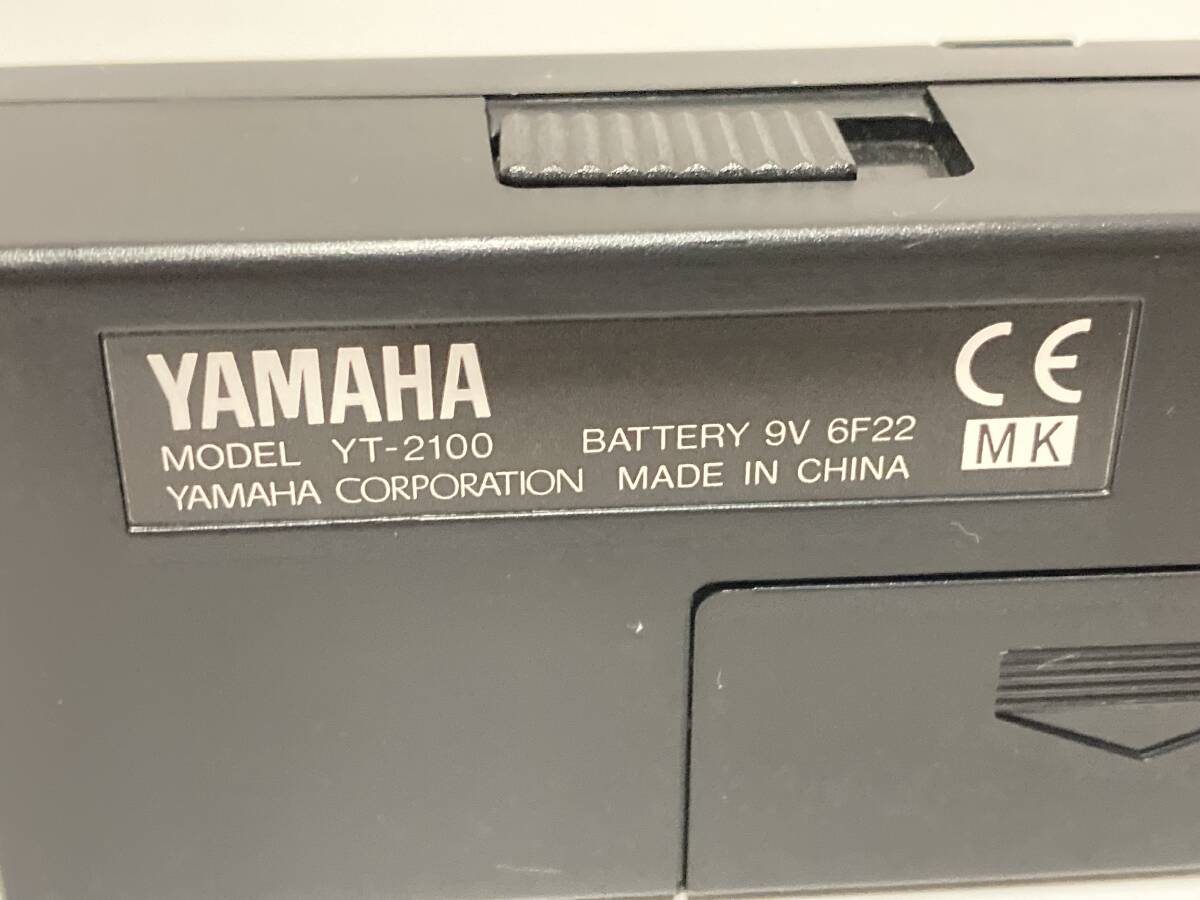 YAMAHA
MODEL YT-2100 BATTERY 9V 6F22
YAMAHA CORPORATION MADE IN CHINA
CE
MK